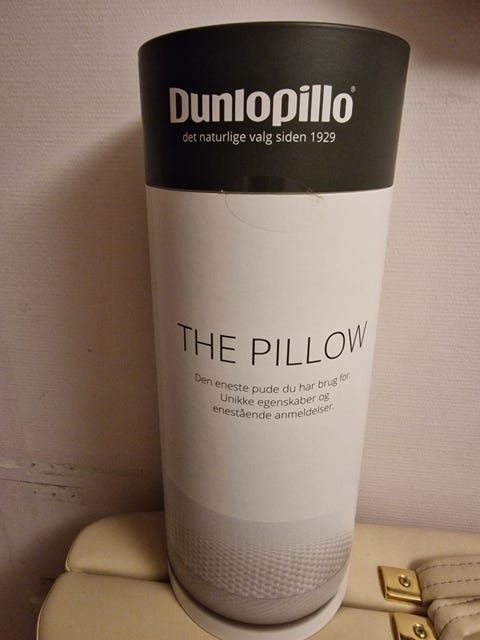 Dunlopillo®
det naturlige valg siden 1929
THE PILLOW
Den eneste pude du har brug for.
Unikke egenskaber og
enestående anmeldelser.